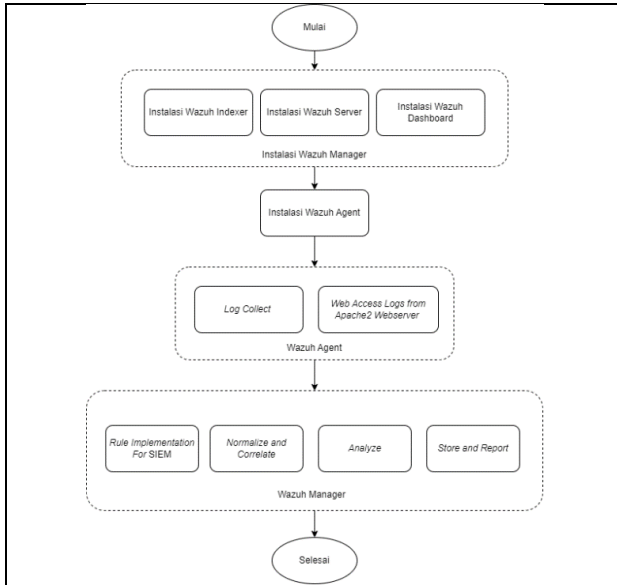 Mulai
Instalasi Wazuh Indexer
Instalasi Wazuh Server
Instalasi Wazuh
Dashboard
Instalasi Wazuh Manager
Instalasi Wazuh Agent
Log Collect
Web Access Logs from
Apache2 Webserver
Wazuh Agent
Rule Implementation
For SIEM
Normalize and
Correlate
Analyze
Store and Report
Wazuh Manager
Selesai